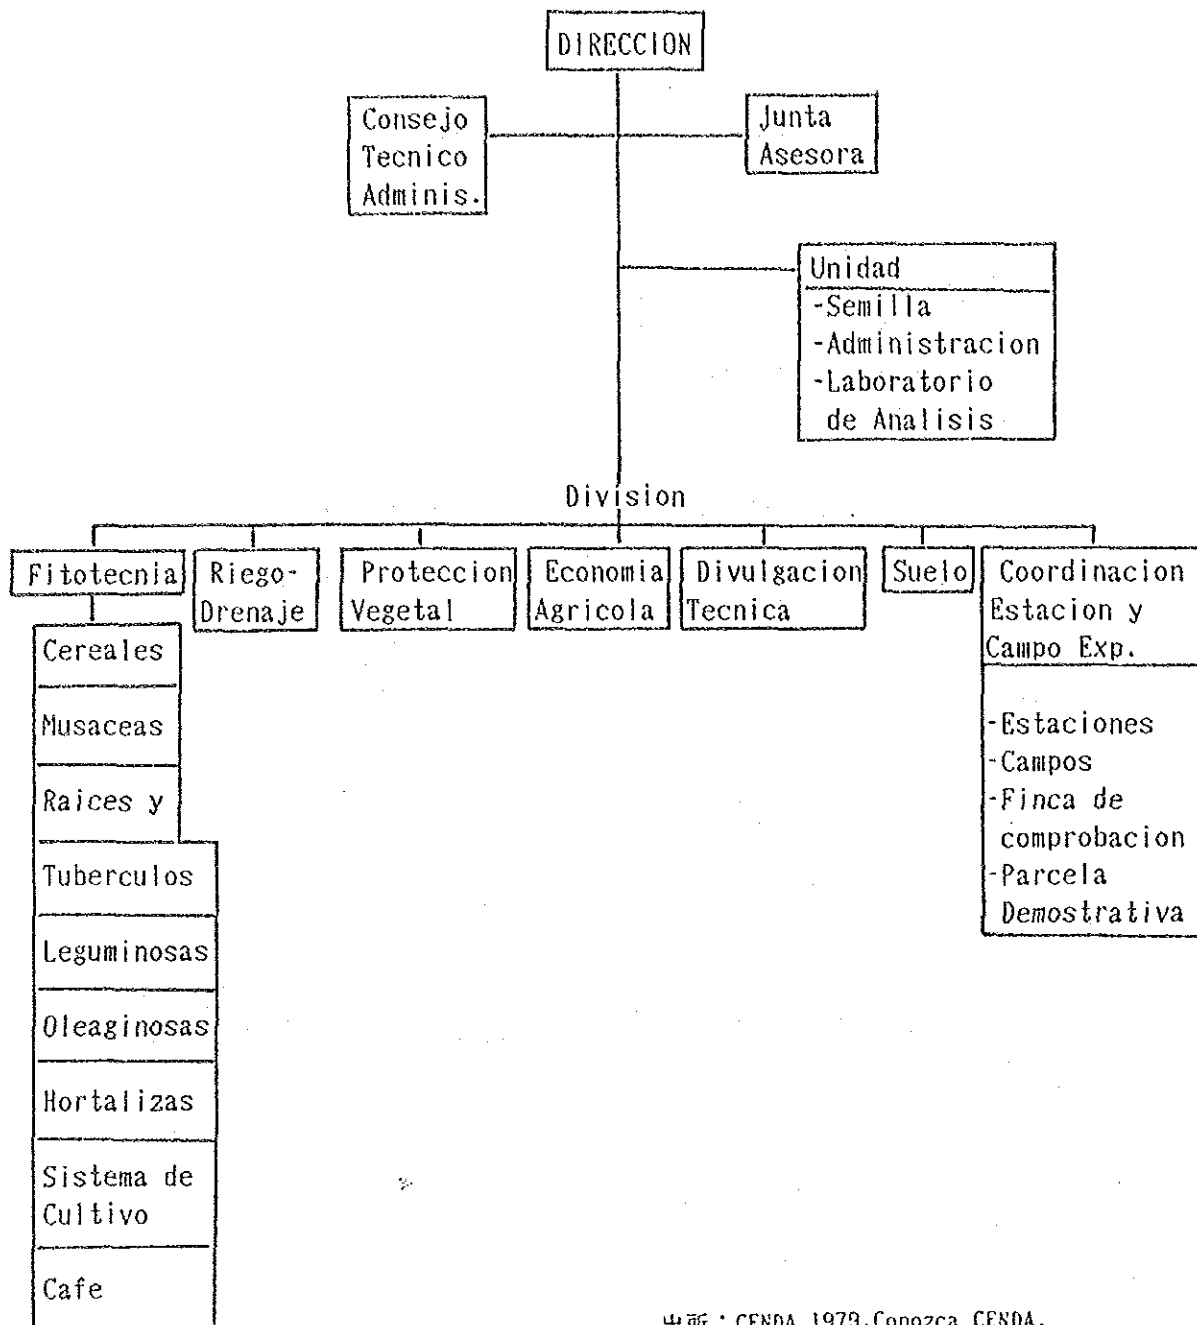 DIRECCION
Consejo
Tecnico
Adminis.
Junta
Asesora
Unidad
-Semilla
-Administracion
-Laboratorio
de Analisis
Division
Fitotecnia
Riego-
Drenaje
Proteccion
Vegetal
Economia
Agricola
Divulgacion
Tecnica
Suelo
Coordinacion
Estacion y
Campo Exp.
-Estaciones
-Campos
-Finca de
comprobacion
-Parcela
Demostrativa
Cereales
Musaceas
Raices y
Tuberculos
Leguminosas
Oleaginosas
Hortalizas
Sistema de
Cultivo
Cafe
出所：CENDA 1979.Conozca CENDA.